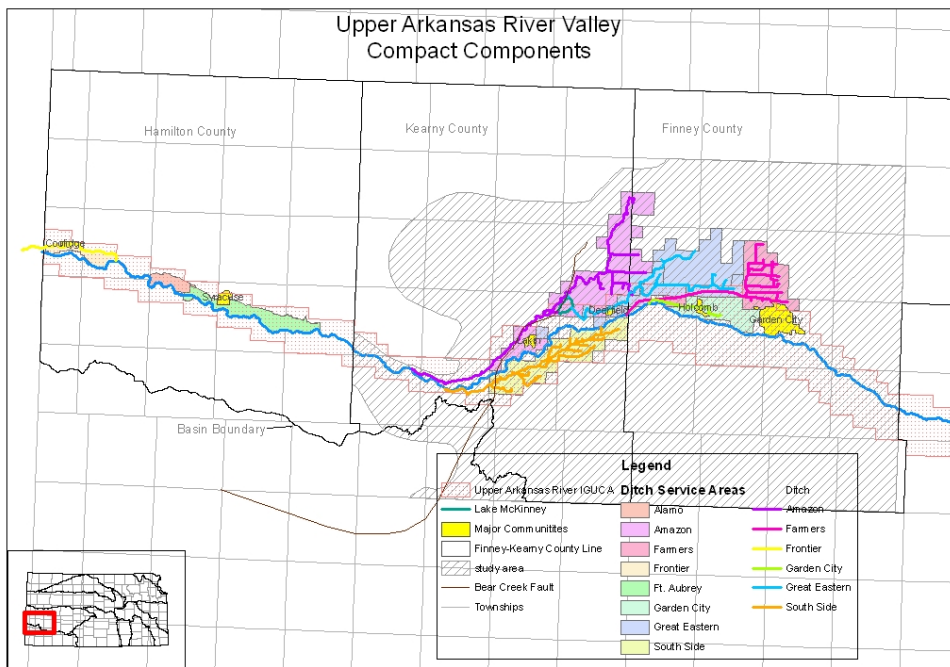 Upper Arkansas River Valley
Compact Components
Hamilton County
Kearny County
Finney County
Coolidge
Syracuse
Deerfield
Holcomb
Garden City
Lakin
Basin Boundary
Legend
Upper Arkansas River IGUCA
Lake McKinney
Major Communitites
Finney-Kearny County Line
study area
Bear Creek Fault
Townships
Ditch Service Areas
Alamo
Amazon
Farmers
Frontier
Ft. Aubrey
Garden City
Great Eastern
South Side
Ditch
Amazon
Farmers
Frontier
Garden City
Great Eastern
South Side